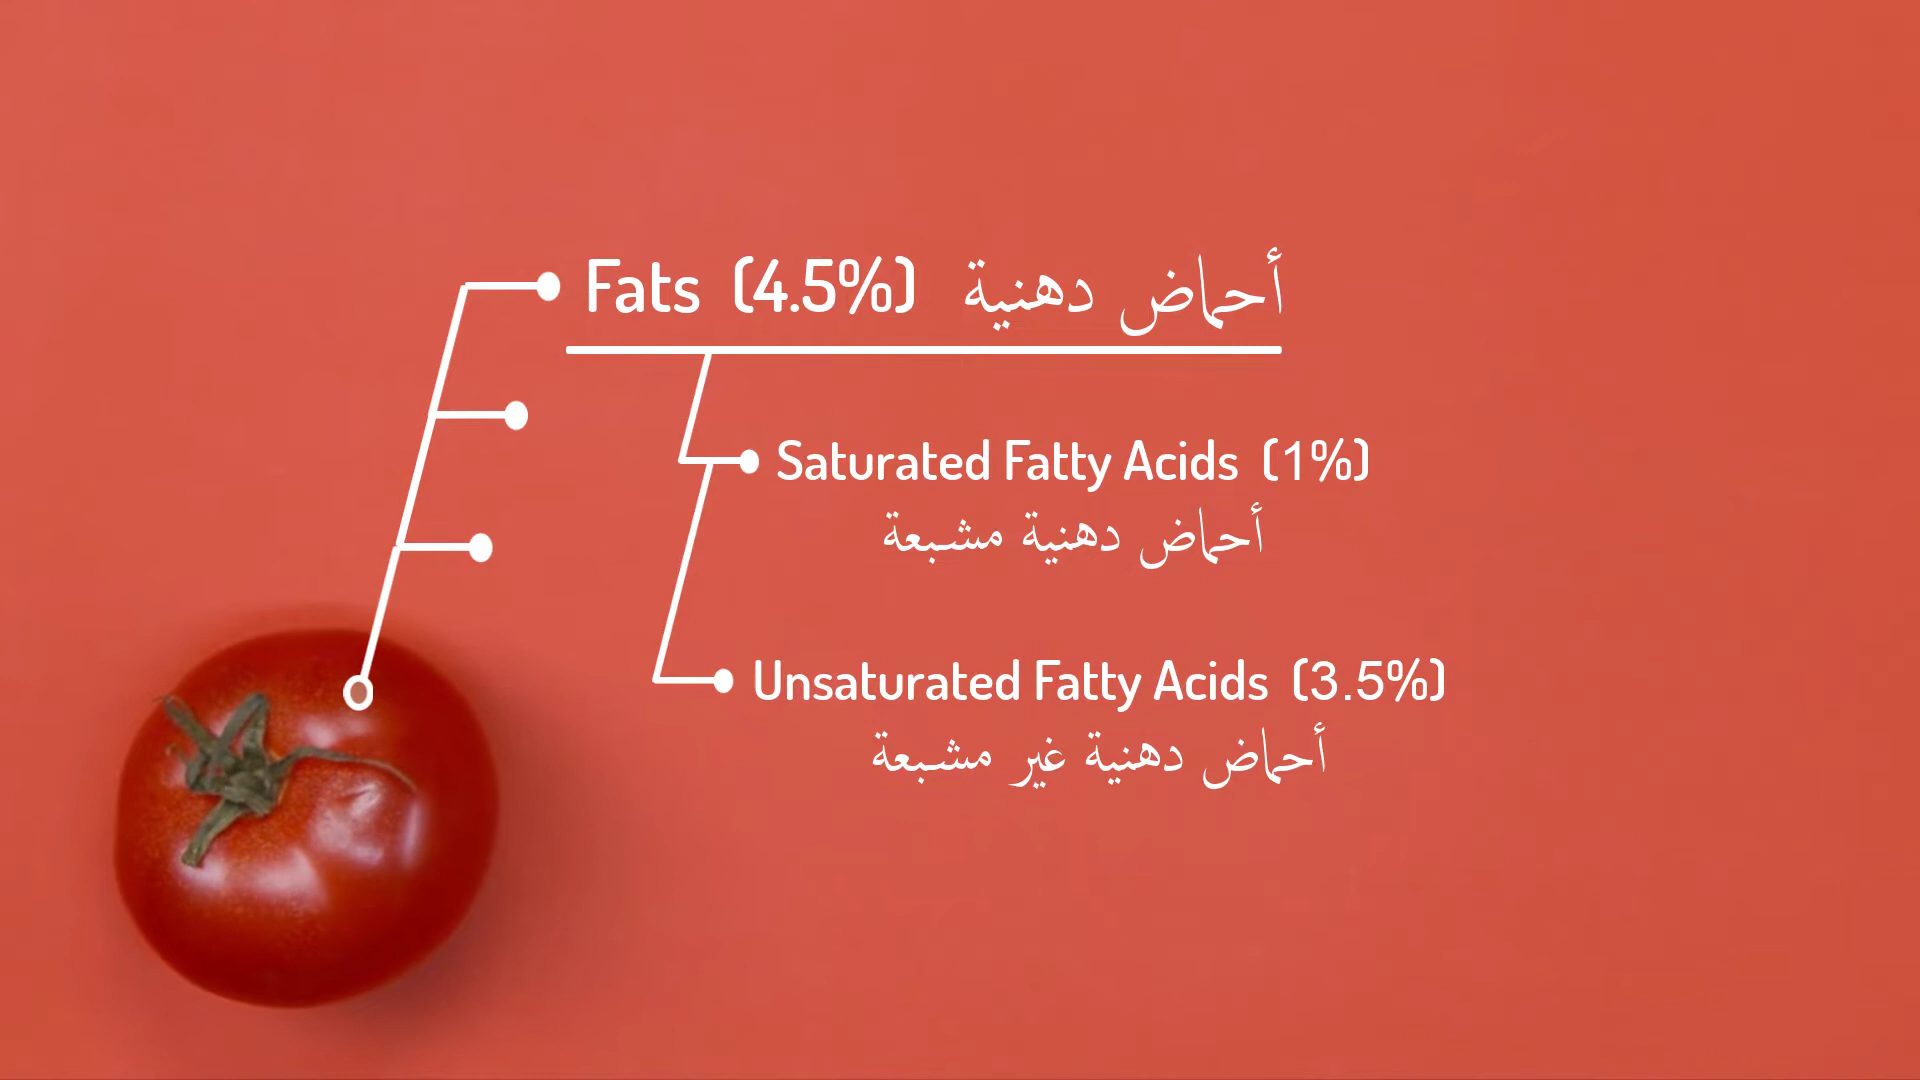 Fats (4.5%) أحماض دهنية
Saturated Fatty Acids (1%)
أحماض دهنية مشبعة
Unsaturated Fatty Acids (3.5%)
أحماض دهنية غير مشبعة